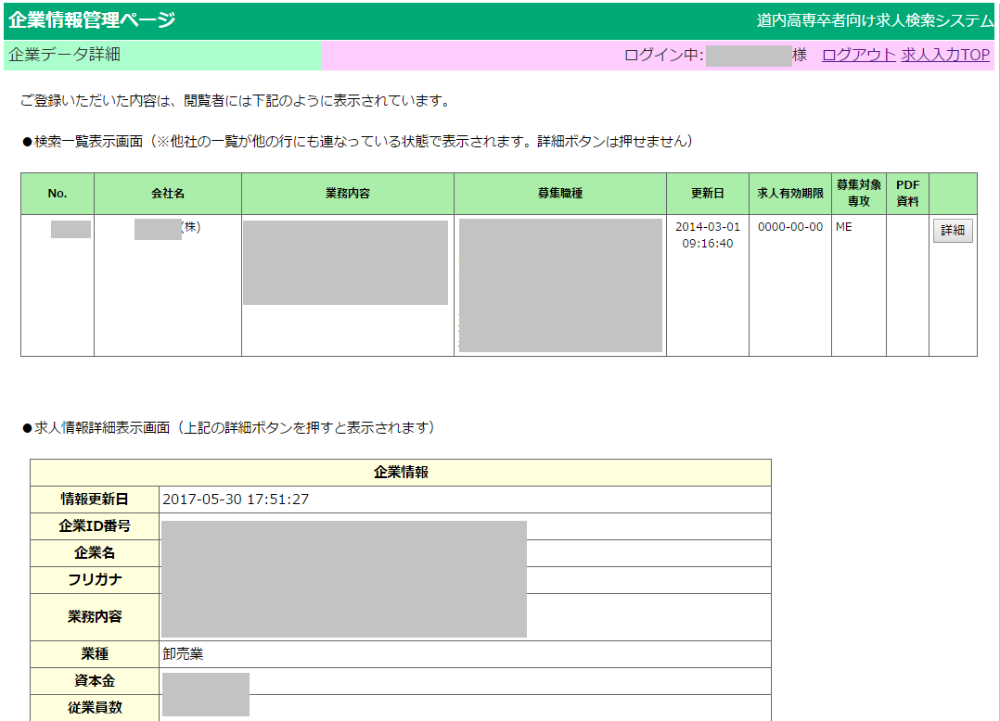 企業情報管理ページ 道内高専卒者向け求人検索システム
企業データ詳細 ログイン中: 様 ログアウト 求人入力TOP
ご登録いただいた内容は、閲覧者には下記のように表示されています。
●検索一覧表示画面（※他社の一覧が他の行にも連なっている状態で表示されます。詳細ボタンは押せません）
No. 会社名 業務内容 募集職種 更新日 求人有効期限 募集対象専攻 PDF資料
(株) 2014-03-01 0000-00-00 ME 詳細
09:16:40
●求人情報詳細表示画面（上記の詳細ボタンを押すと表示されます）
企業情報
情報更新日 2017-05-30 17:51:27
企業ID番号
企業名
フリガナ
業務内容
業種 卸売業
資本金
従業員数